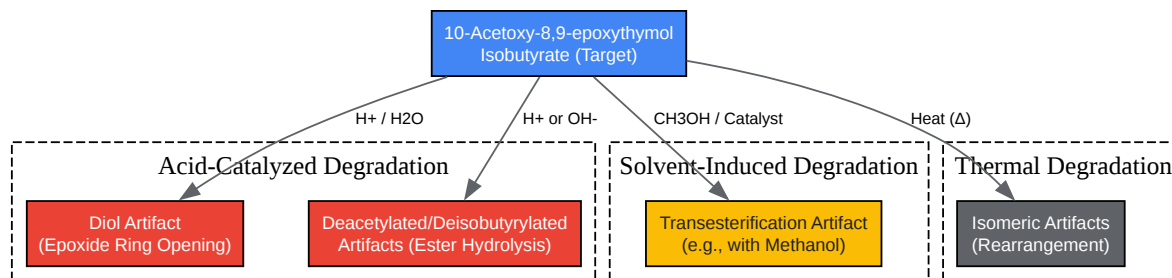 10-Acetoxy-8,9-epoxythymol
Isobutyrate (Target)
H+ / H2O
H+ or OH-
CH3OH / Catalyst
Heat (Δ)
Acid-Catalyzed Degradation
Solvent-Induced Degradation
Thermal Degradation
Diol Artifact
(Epoxide Ring Opening)
Deacetylated/Deisobutyrylated
Artifacts (Ester Hydrolysis)
Transesterification Artifact
(e.g., with Methanol)
Isomeric Artifacts
(Rearrangement)